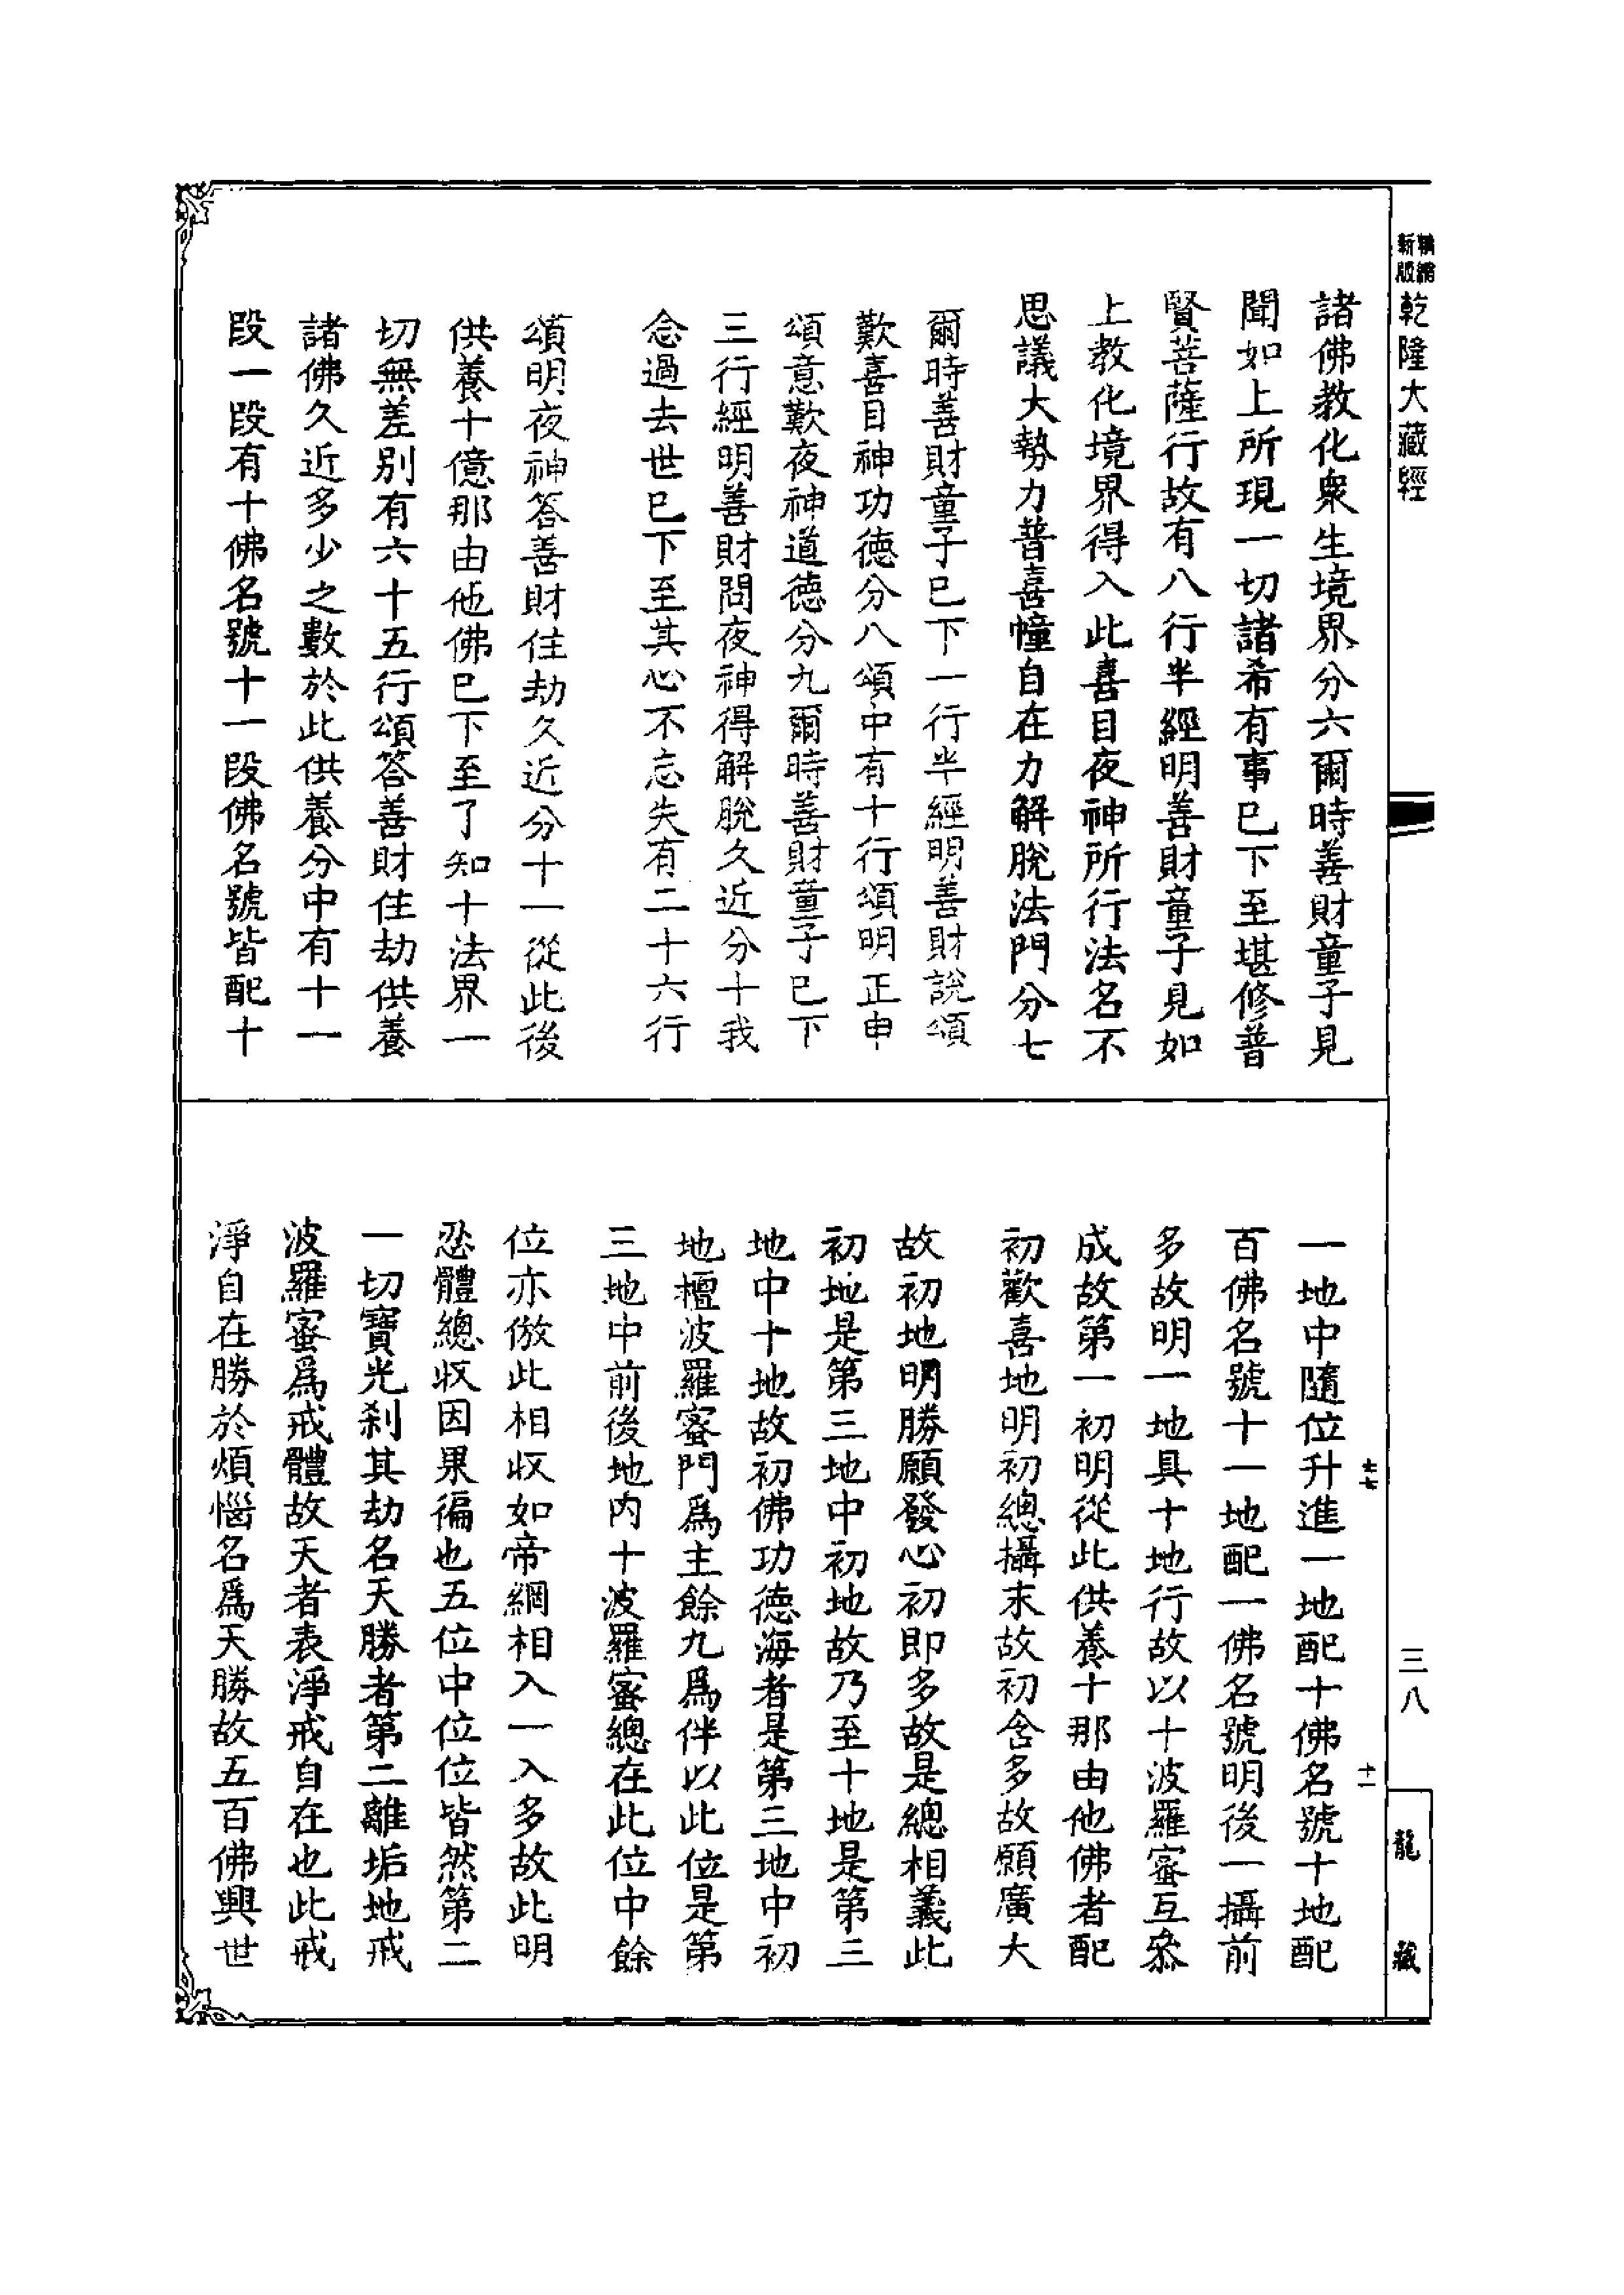 新版
精縮
乾隆大藏經
諸佛教化衆生境界分六爾時善財童子見
聞如上所現一切諸希有事巳下至堪修普
賢菩薩行故有八行半經明善財童子見如
上教化境界得入此喜目夜神所行法名不
思議大勢力普喜幢自在力解脫法門分七
爾時善財童子巳下一行半經明善財說頌
歎喜目神功德分八頌中有十行頌明正申
頌意歎夜神道德分九爾時善財童子巳下
三行經明善財問夜神得解脫久近分十我
念過去世巳下至其心不忘失有二十六行
頌明夜神答善財住劫久近分十一從此後
供養十億那由他佛巳下至了知十法界一
切無差别有六十五行頌答善財住劫供養
諸佛久近多少之數於此供養分中有十一
段一段有十佛名號十一段佛名號皆配十
一地中隨位升進一地配十佛名號十地配
百佛名號十一地配一佛名號明後一攝前
多故明一地具十地行故以十波羅蜜互叅
成故第一初明從此供養十那由他佛者配
初歡喜地明初總攝末故初含多故願廣大
故初地明勝願發心初即多故是總相義此
初地是第三地中初地故乃至十地是第三
地中十地故初佛功德海者是第三地中初
地檀波羅蜜門爲主餘九爲伴以此位是第
三地中前後地内十波羅蜜總在此位中餘
位亦倣此相収如帝網相入一入多故此明
忍體總収因果徧也五位中位位皆然第二
一切寶光刹其劫名天勝者第二離垢地戒
波羅蜜爲戒體故天者表淨戒自在也此戒
淨自在勝於煩惱名爲天勝故五百佛興世
七七
三八
十一
龍藏